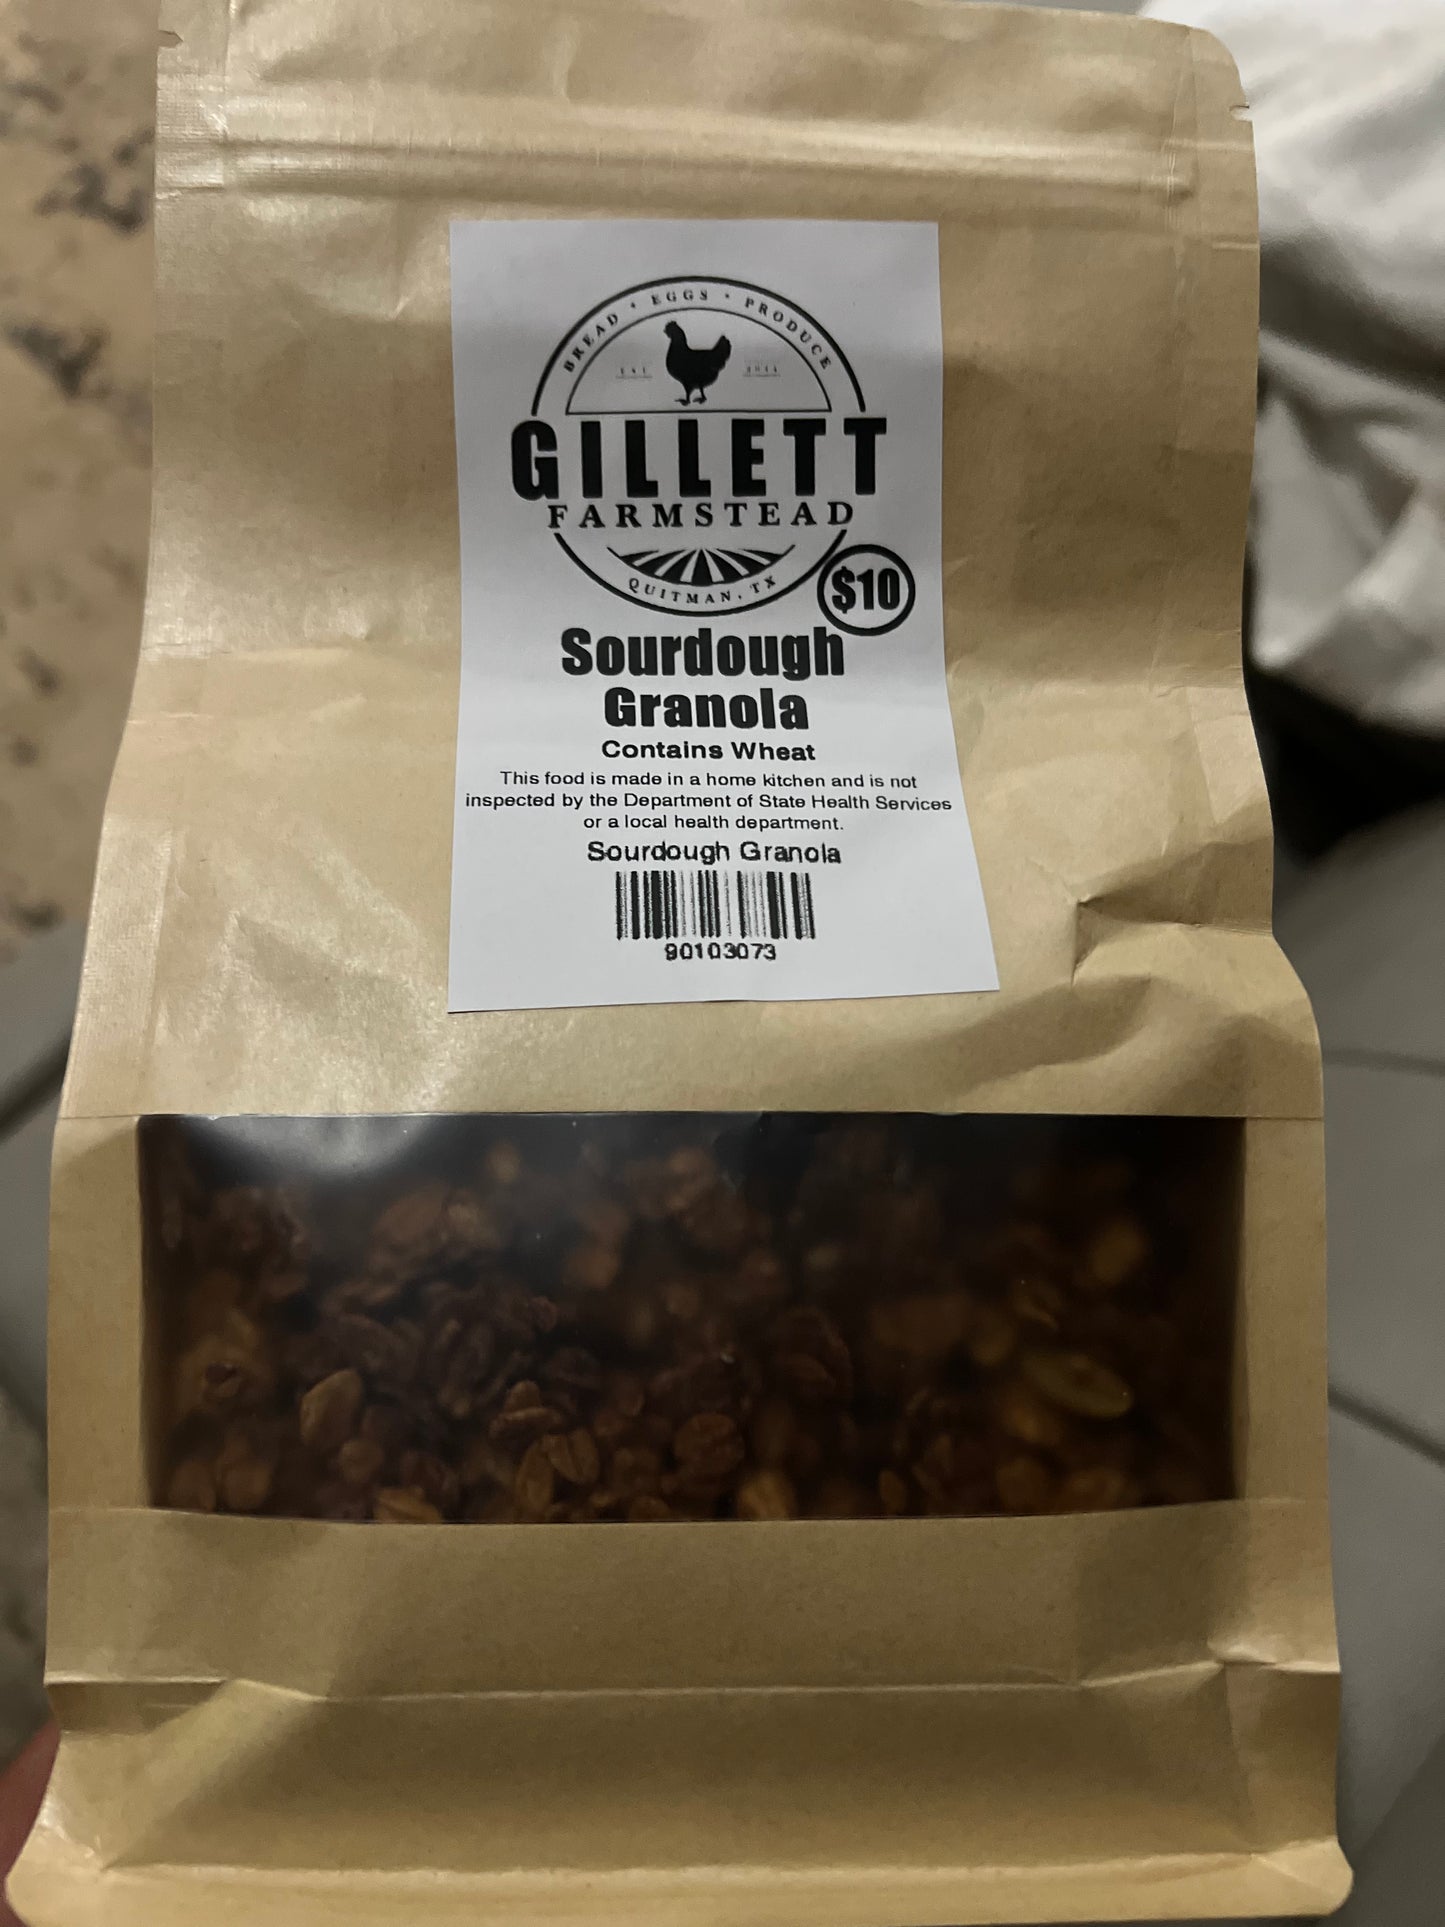 BREAD • EGGS • PRODUCE
EST
GILLETT
FARMSTEAD
QUITMAN, TX
$10
Sourdough
Granola
Contains Wheat
This food is made in a home kitchen and is not
inspected by the Department of State Health Services
or a local health department.
Sourdough Granola
90103073